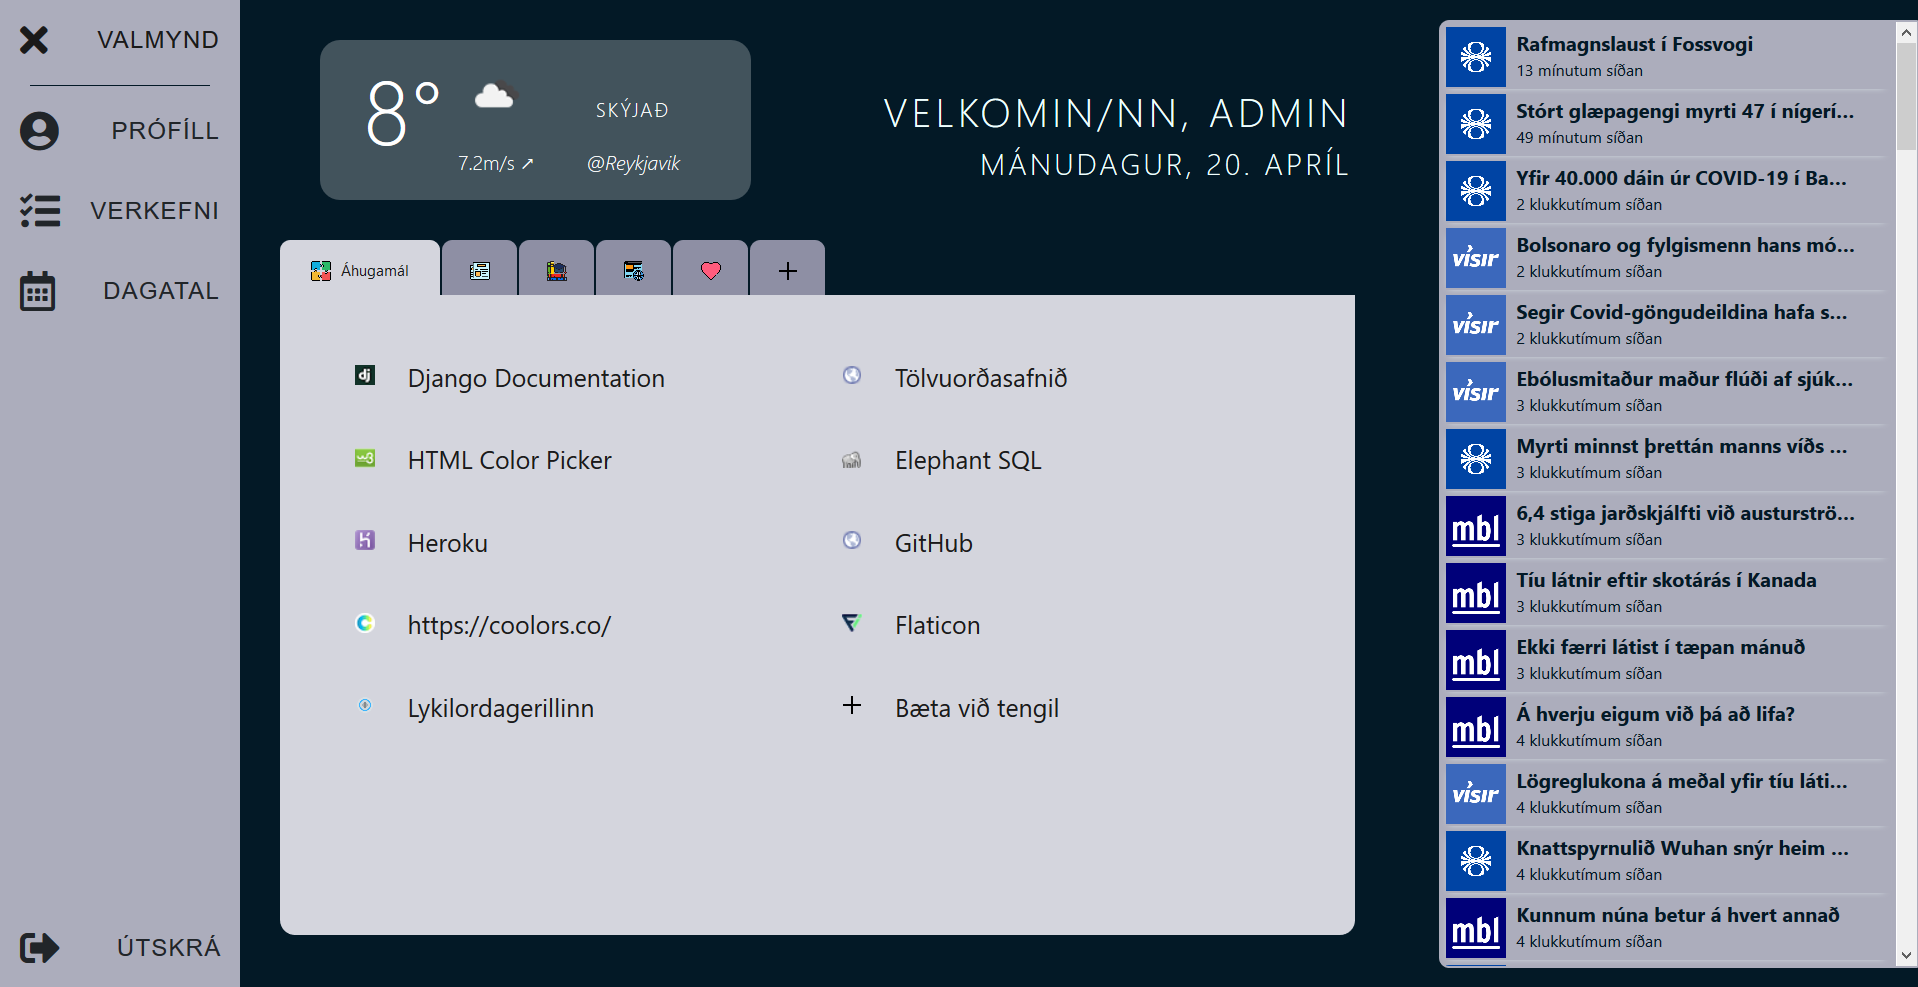 VALMYND
PRÓFÍLL
VERKEFNI
DAGATAL
ÚTSKRÁ
8°
SKÝJAÐ
7.2m/s ↗
@Reykjavik
VELKOMIN/NN, ADMIN
MÁNUDAGUR, 20. APRÍL
Áhugamál
dj Django Documentation
Tölvuorðasafnið
w3 HTML Color Picker
Elephant SQL
Heroku
GitHub
https://coolors.co/
Flaticon
Lykilordagerillinn
Bæta við tengil
Rafmagnslaust í Fossvogi
13 mínutum síðan
Stórt glæpagengi myrti 47 í nígerí...
49 mínutum síðan
Yfir 40.000 dáin úr COVID-19 í Ba...
2 klukkutímum síðan
vísir
Bolsonaro og fylgismenn hans mó...
2 klukkutímum síðan
vísir
Segir Covid-göngudeildina hafa s...
2 klukkutímum síðan
vísir
Ebólusmitaður maður flúði af sjúk...
3 klukkutímum síðan
Myrti minnst þrettán manns víðs ...
3 klukkutímum síðan
mbl
6,4 stiga jarðskjálfti við austurströ...
3 klukkutímum síðan
mbl
Tíu látnir eftir skotárás í Kanada
3 klukkutímum síðan
mbl
Ekki færri látist í tæpan mánuð
3 klukkutímum síðan
mbl
Á hverju eigum við þá að lifa?
4 klukkutímum síðan
vísir
Lögreglukona á meðal yfir tíu láti...
4 klukkutímum síðan
Knattspyrnulið Wuhan snýr heim ...
4 klukkutímum síðan
mbl
Kunnum núna betur á hvert annað
4 klukkutímum síðan